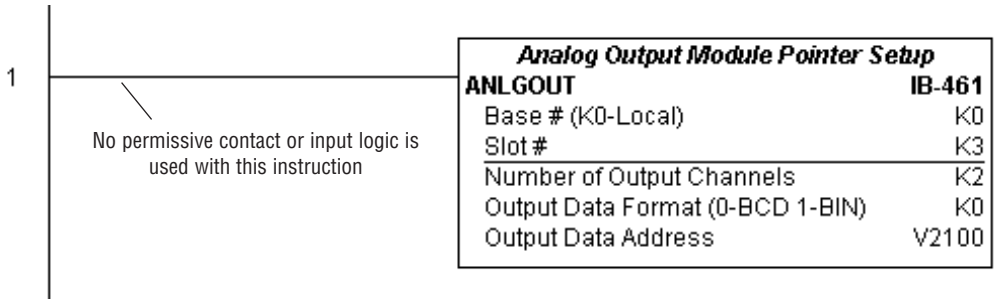 Analog Output Module Pointer Setup
1
ANLGOUT IB-461
Base # (K0-Local) K0
No permissive contact or input logic is
used with this instruction
Slot # K3
Number of Output Channels K2
Output Data Format (0-BCD 1-BIN) K0
Output Data Address V2100